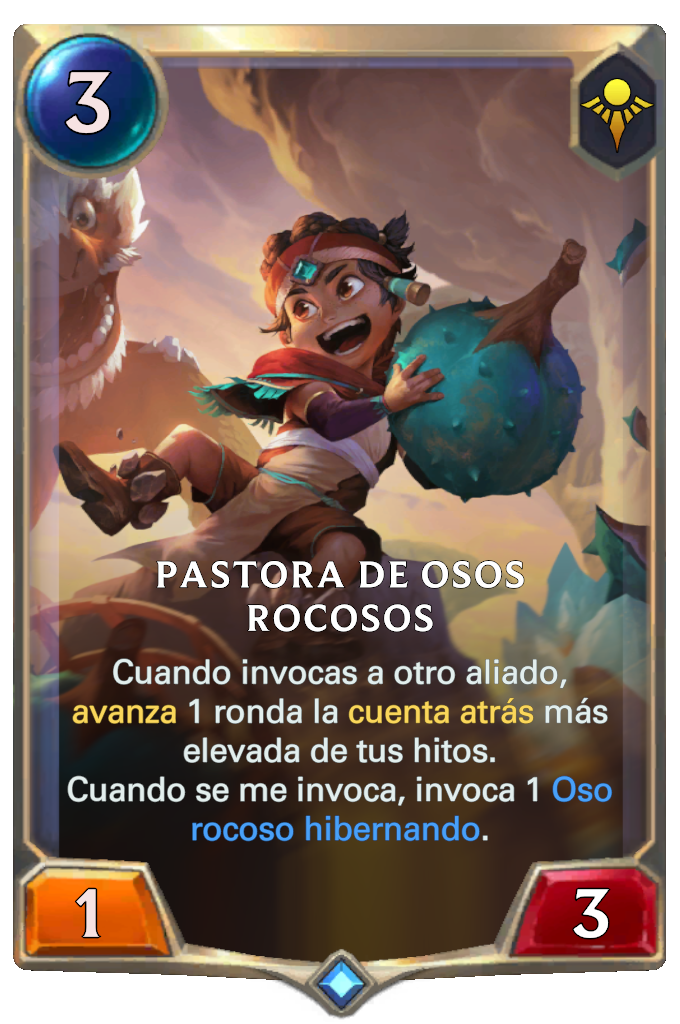 3
PASTORA DE OSOS
ROCOSOS
Cuando invocas a otro aliado,
avanza 1 ronda la cuenta atrás más
elevada de tus hitos.
Cuando se me invoca, invoca 1 Oso
rocoso hibernando.
1
3